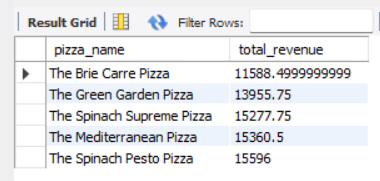 Result Grid Filter Rows:
pizza_name total_revenue
The Brie Carre Pizza 11588.4999999999
The Green Garden Pizza 13955.75
The Spinach Supreme Pizza 15277.75
The Mediterranean Pizza 15360.5
The Spinach Pesto Pizza 15596